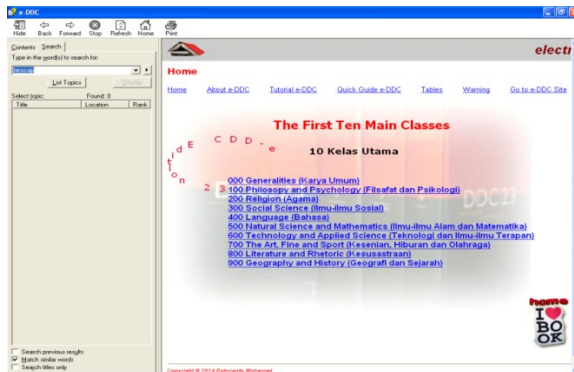 e-DDC
Hide Back Forward Stop Refresh Home Print
Contents Search
Type in the word(s) to search for:
List Topics Display
Select topic: Found: 0
Title Location Rank
Search previous results
Match similar words
Search titles only
electr
Home
Home About e-DDC Tutorial e-DDC Quick Guide e-DDC Tables Warning Go to e-DDC Site
The First Ten Main Classes
10 Kelas Utama
000 Generalities (Karya Umum)
100 Philosopy and Psychology (Filsafat dan Psikologi)
200 Religion (Agama)
300 Social Science (Ilmu-ilmu Sosial)
400 Language (Bahasa)
500 Natural Science and Mathematics (Ilmu-ilmu Alam dan Matematika)
600 Technology and Applied Science (Teknologi dan Ilmu-ilmu Terapan)
700 The Art, Fine and Sport (Kesenian, Hiburan dan Olahraga)
800 Literature and Rhetoric (Kesusastraan)
900 Geography and History (Geografi dan Sejarah)
DDC23
home
I
BO
OK
Copyright © 2014